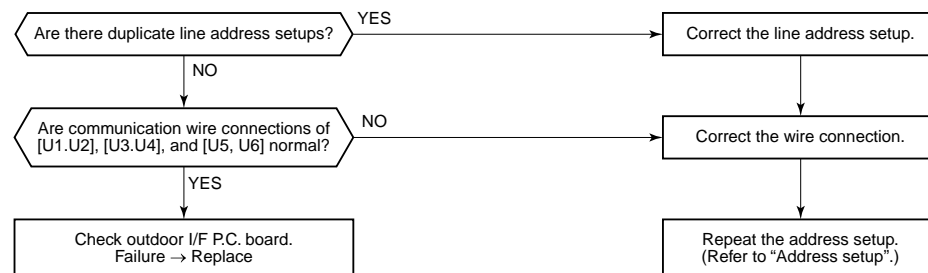 Are there duplicate line address setups?
YES
Correct the line address setup.
NO
Are communication wire connections of
[U1.U2], [U3.U4], and [U5, U6] normal?
NO
Correct the wire connection.
YES
Check outdoor I/F P.C. board.
Failure → Replace
Repeat the address setup.
(Refer to “Address setup”.)